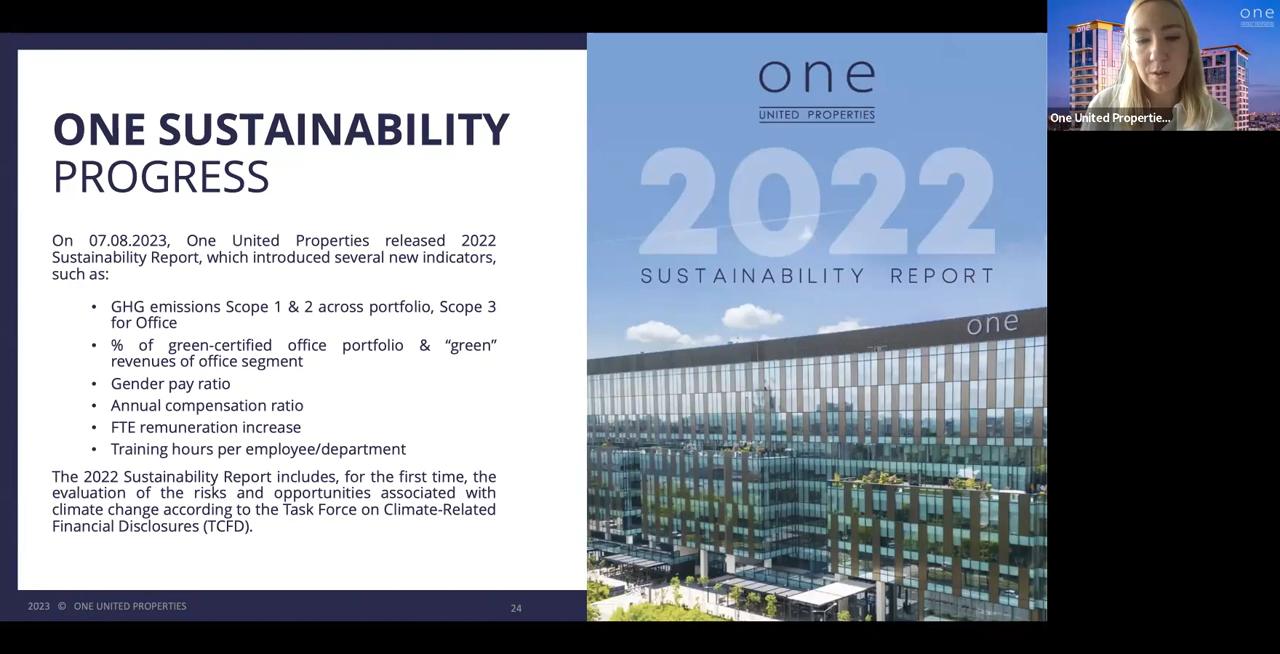 ONE SUSTAINABILITY
PROGRESS
On 07.08.2023, One United Properties released 2022
Sustainability Report, which introduced several new indicators,
such as:
• GHG emissions Scope 1 & 2 across portfolio, Scope 3
for Office
• % of green-certified office portfolio & “green”
revenues of office segment
• Gender pay ratio
• Annual compensation ratio
• FTE remuneration increase
• Training hours per employee/department
The 2022 Sustainability Report includes, for the first time, the
evaluation of the risks and opportunities associated with
climate change according to the Task Force on Climate-Related
Financial Disclosures (TCFD).
2023 © ONE UNITED PROPERTIES
24
one
UNITED PROPERTIES
2022
SUSTAINABILITY REPORT
one
one
one
One United Propertie...